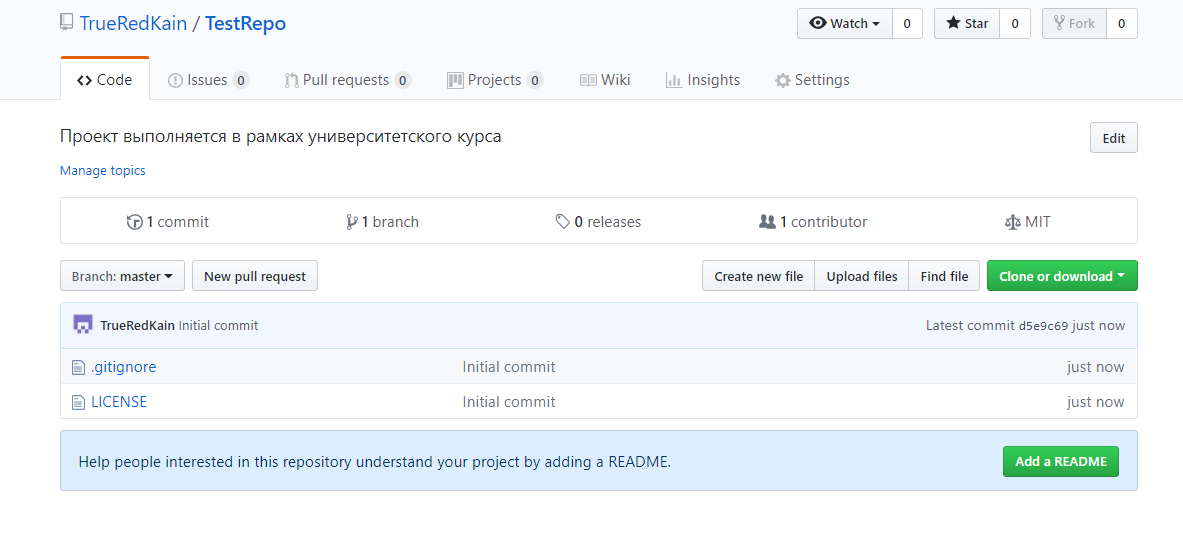 TrueRedKain / TestRepo
Watch 0 Star 0 Fork 0
Code Issues 0 Pull requests 0 Projects 0 Wiki Insights Settings
Проект выполняется в рамках университетского курса
Edit
Manage topics
1 commit 1 branch 0 releases 1 contributor MIT
Branch: master New pull request Create new file Upload files Find file Clone or download
TrueRedKain Initial commit Latest commit d5e9c69 just now
.gitignore Initial commit just now
LICENSE Initial commit just now
Help people interested in this repository understand your project by adding a README. Add a README